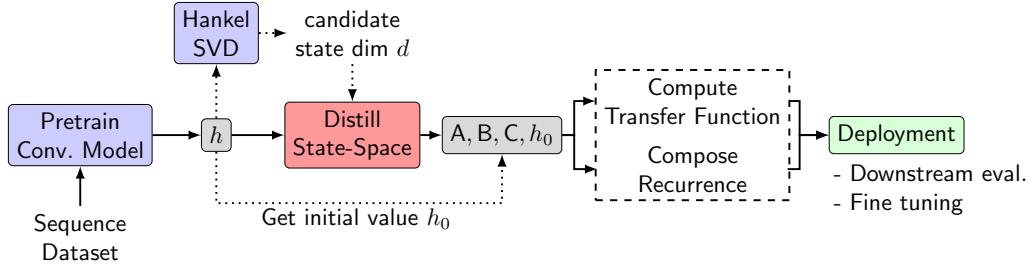 Hankel
SVD
candidate
state dim d
Pretrain
Conv. Model
h
Distill
State-Space
A, B, C, h₀
Compute
Transfer Function
Compose
Recurrence
Deployment
- Downstream eval.
- Fine tuning
Get initial value h₀
Sequence
Dataset